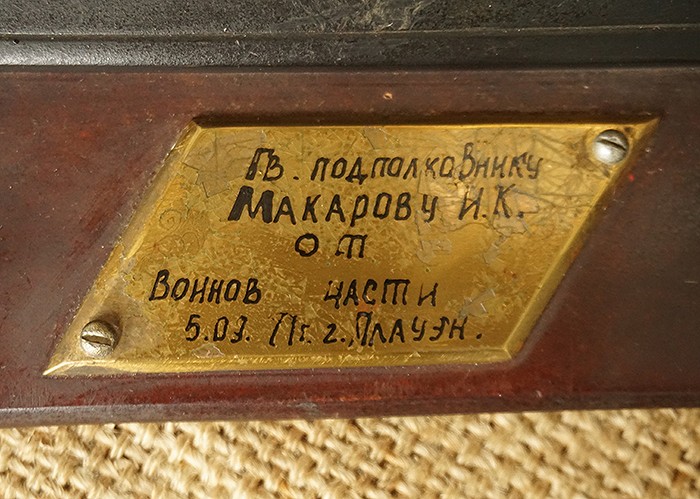 Гв. подполковнику
Макарову И.К.
от
Воинов части
5.03.71г. г.,Плауэн.